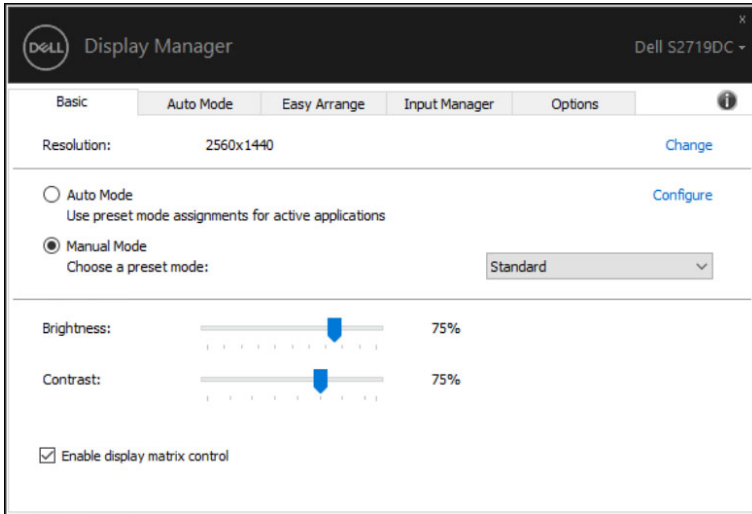 x
DELL Display Manager Dell S2719DC
Basic Auto Mode Easy Arrange Input Manager Options i
Resolution: 2560x1440 Change
Auto Mode Configure
Use preset mode assignments for active applications
Manual Mode
Choose a preset mode: Standard
Brightness: 75%
Contrast: 75%
Enable display matrix control